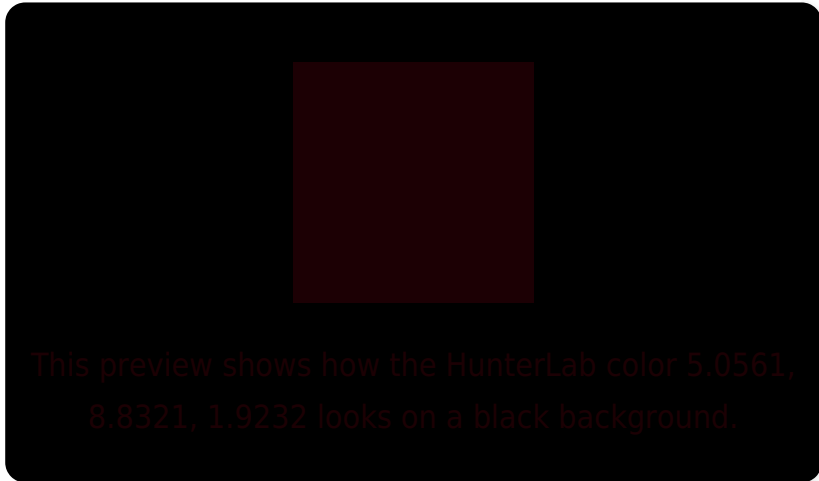 This preview shows how the HunterLab color 5.0561,
8.8321, 1.9232 looks on a black background.